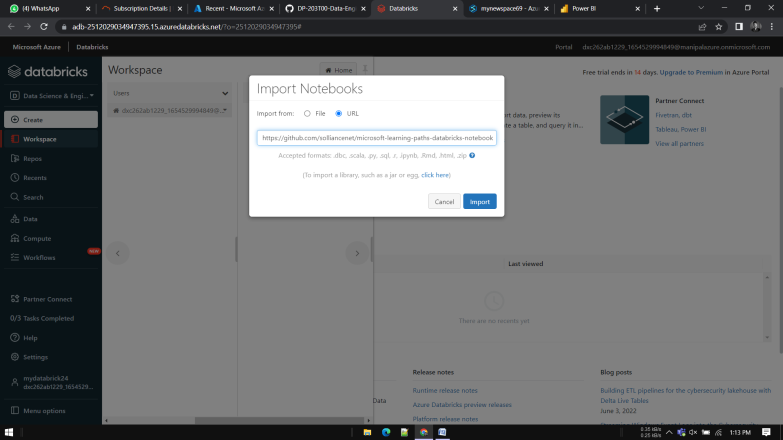 (4) WhatsApp
Subscription Details |
Recent - Microsoft Az
DP-203T00-Data-Eng
Databricks
mynewspace69 - Azu
Power BI
adb-2512029034947395.15.azuredatabricks.net/?o=2512029034947395#
Microsoft Azure
Databricks
Portal
dxc262ab1229_1654529994849@manipalazure.onmicrosoft.com
databricks
Data Science & Engi...
Create
Workspace
Repos
Recents
Search
Data
Compute
Workflows
NEW
Partner Connect
0/3 Tasks Completed
Help
Settings
mydatabrick24
dxc262ab1229_1654529...
Menu options
Workspace
Home
Users
dxc262ab1229_1654529994849@...
Import Notebooks
Import from:
File
URL
https://github.com/solliancenet/microsoft-learning-paths-databricks-notebook
Accepted formats: .dbc, .scala, .py, .sql, .r, .ipynb, .Rmd, .html, .zip
(To import a library, such as a jar or egg, click here)
Cancel
Import
Free trial ends in 14 days. Upgrade to Premium in Azure Portal
ort data, preview its
te a table, and query it in...
Partner Connect
Fivetran, dbt
Tableau, Power BI
View all partners
Last viewed
There are no recents yet
Data
Release notes
Runtime release notes
Azure Databricks preview releases
Platform release notes
Blog posts
Building ETL pipelines for the cybersecurity lakehouse with
Delta Live Tables
June 3, 2022
0.35 kB/s
0.25 kB/s
1:13 PM